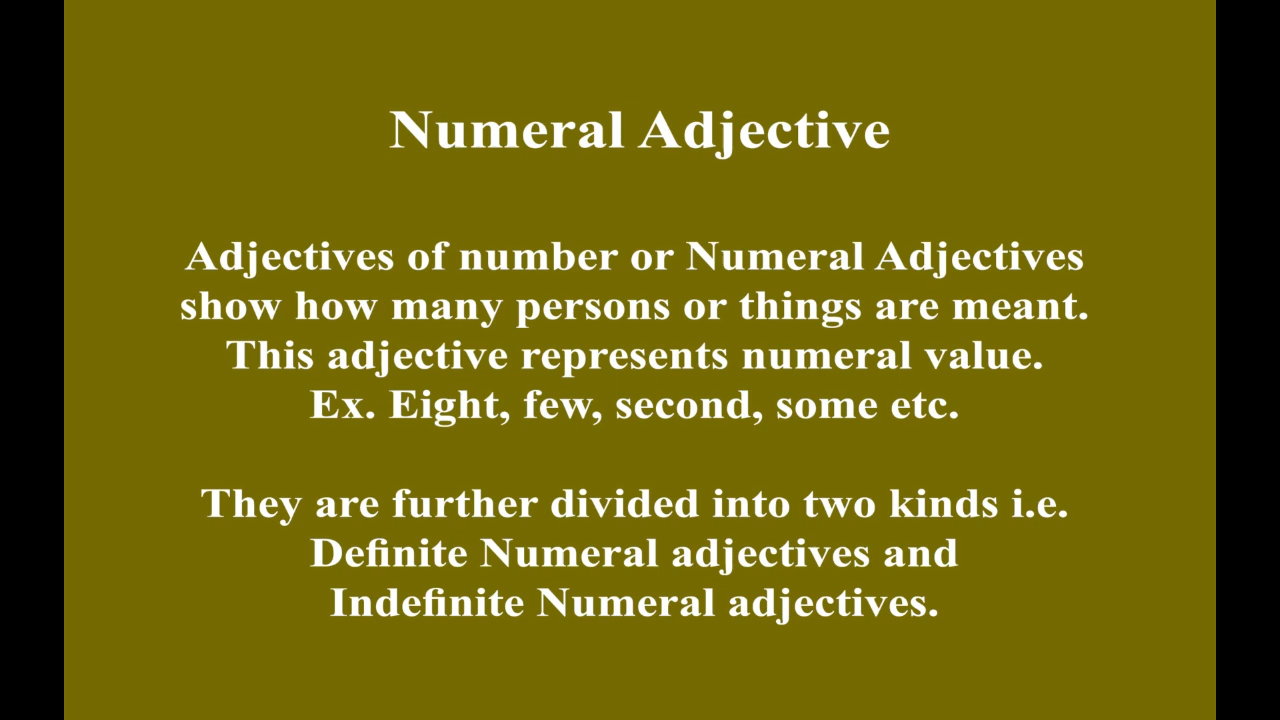 Numeral Adjective
Adjectives of number or Numeral Adjectives
show how many persons or things are meant.
This adjective represents numeral value.
Ex. Eight, few, second, some etc.
They are further divided into two kinds i.e.
Definite Numeral adjectives and
Indefinite Numeral adjectives.